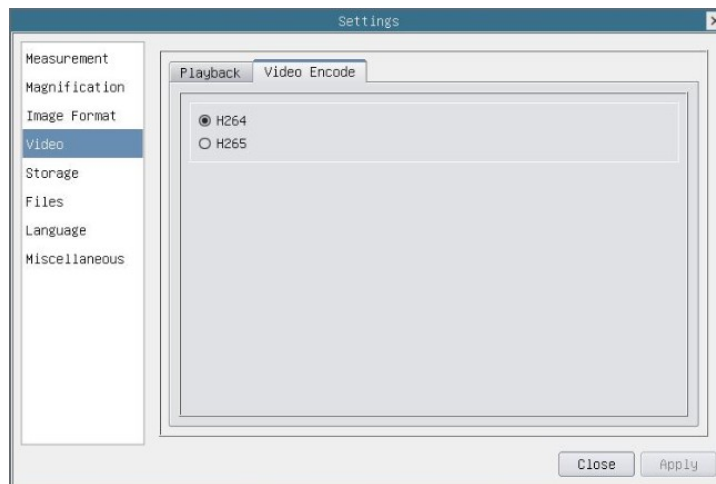 Settings
Measurement
Magnification
Image Format
Video
Storage
Files
Language
Miscellaneous
Playback
Video Encode
H264
H265
Close
Apply